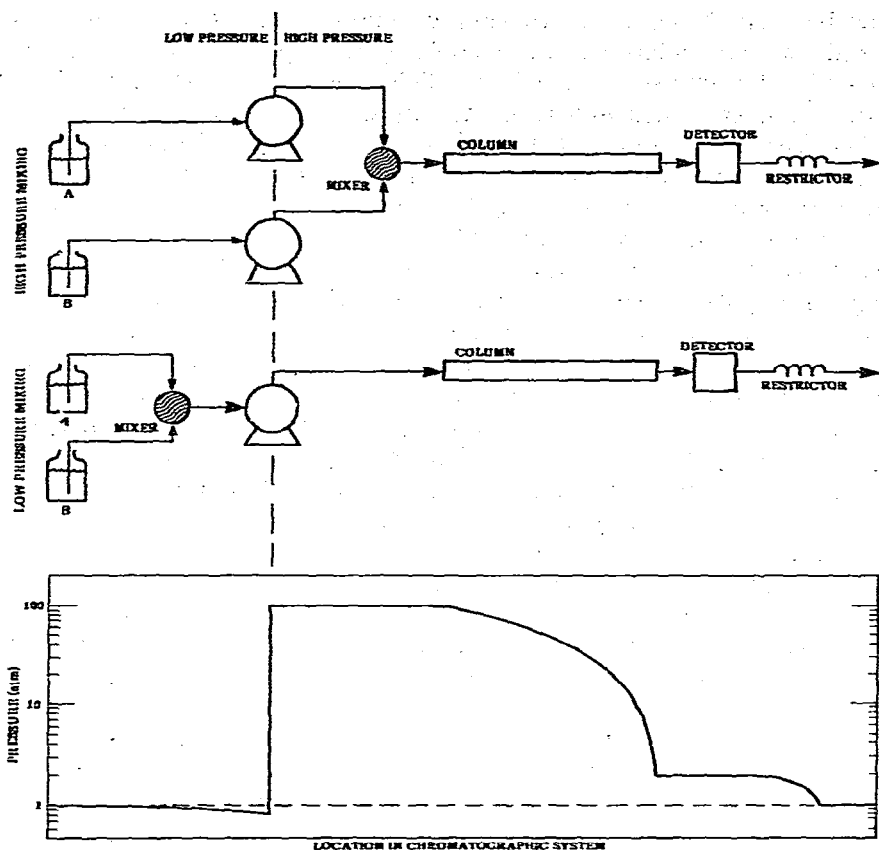 LOW PRESSURE HIGH PRESSURE
HIGH PRESSURE MIXING
A
B
MIXER
COLUMN
DETECTOR
RESTRICTOR
LOW PRESSURE MIXING
A
B
MIXER
COLUMN
DETECTOR
RESTRICTOR
PRESSURE (atm)
100
10
1
LOCATION IN CHROMATOGRAPHIC SYSTEM